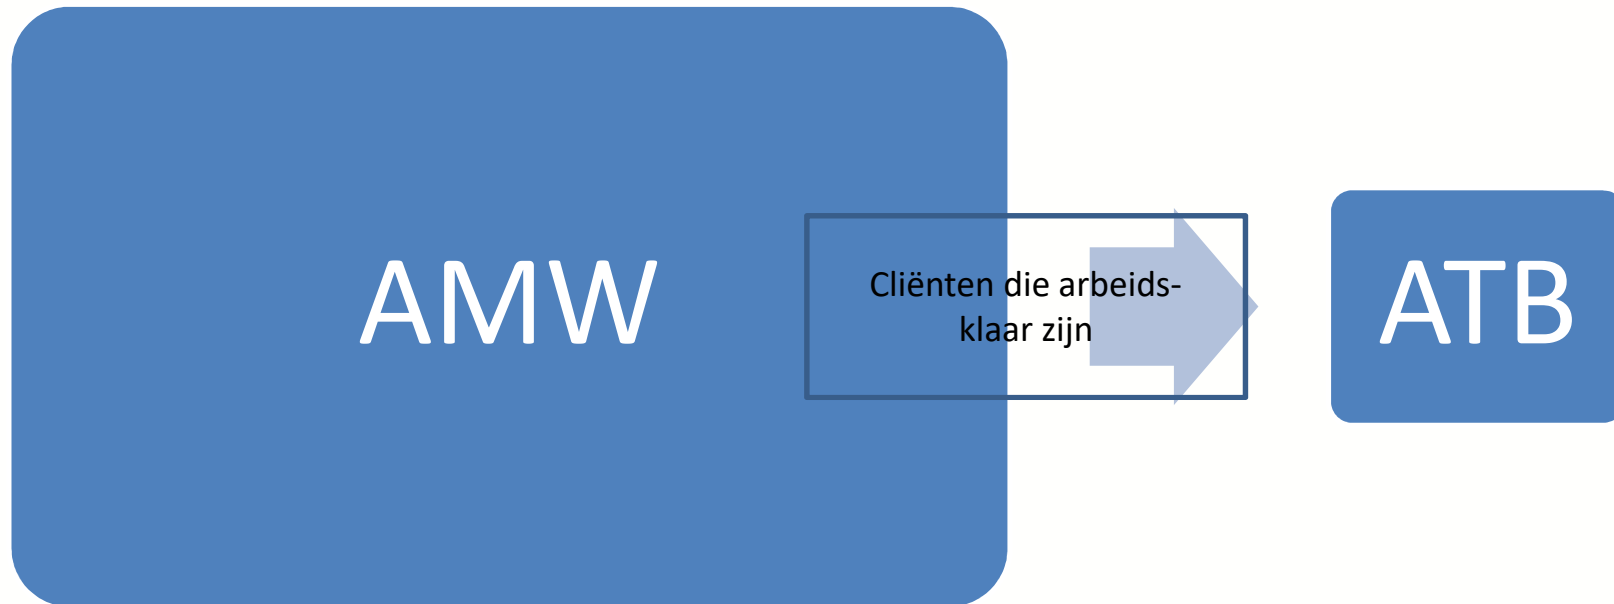 AMW
Cliënten die arbeids-
klaar zijn
ATB